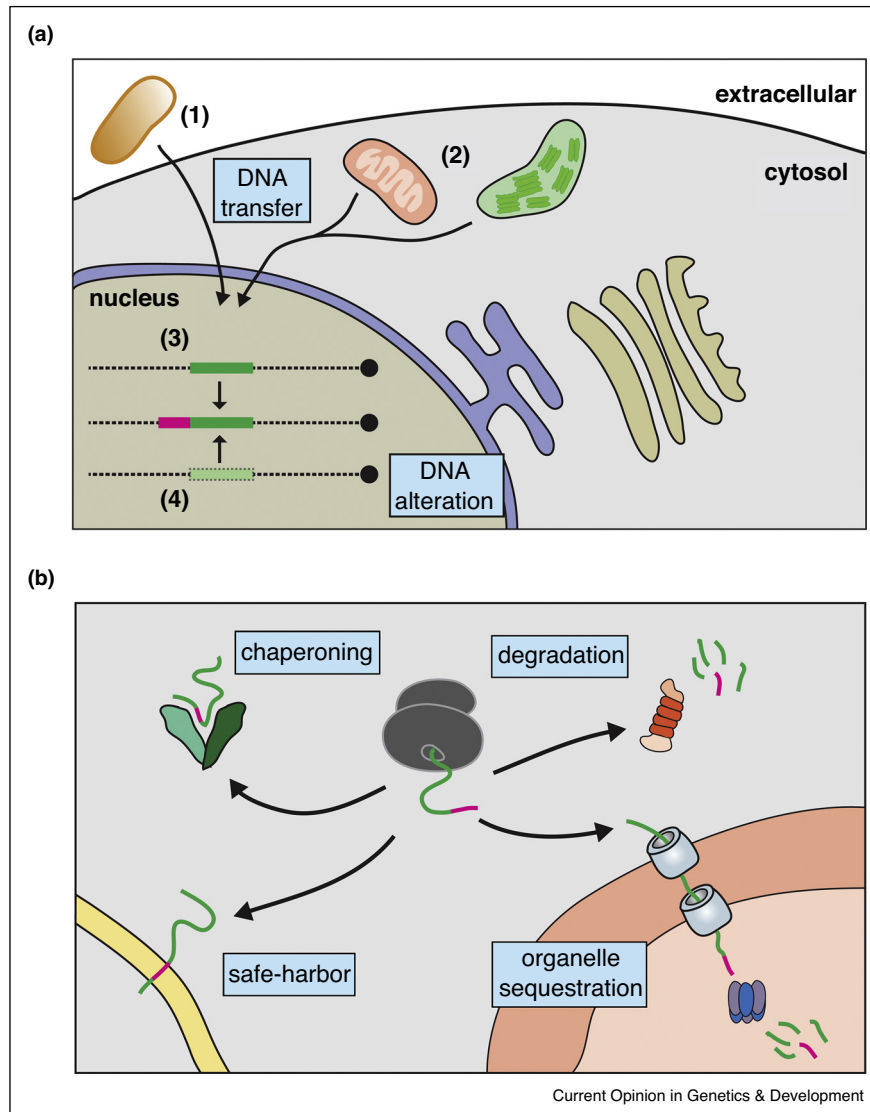 (a)
extracellular
(1)
(2)
DNA
transfer
cytosol
nucleus
(3)
(4)
DNA
alteration
(b)
chaperoning
degradation
safe-harbor
organelle
sequestration
Current Opinion in Genetics & Development